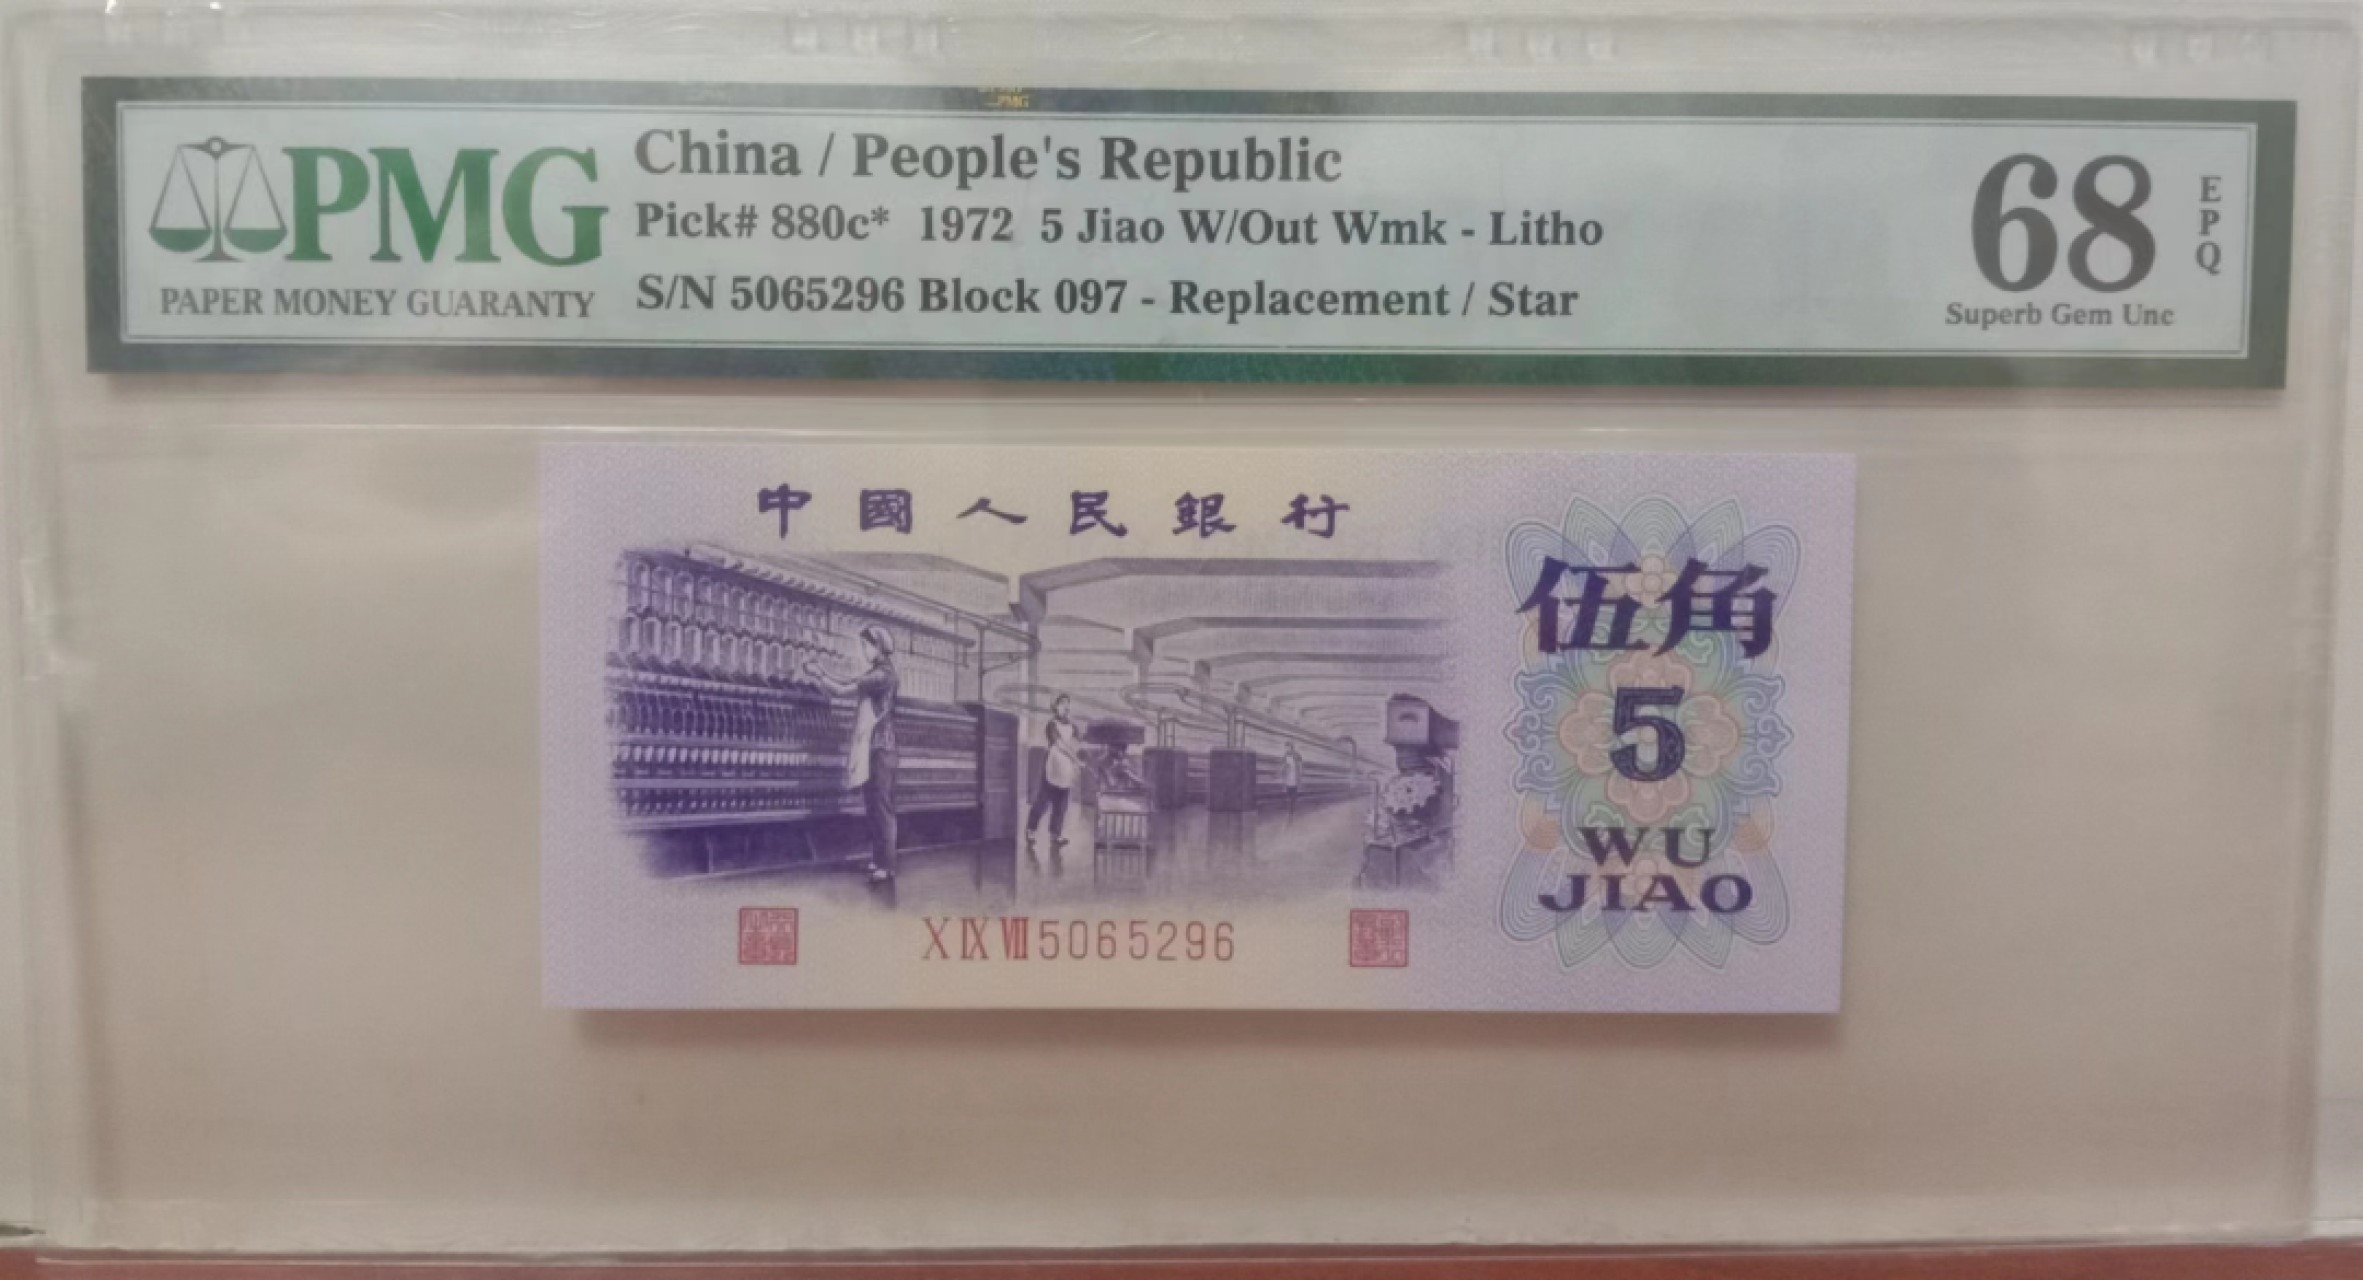 PMG
PAPER MONEY GUARANTY
China / People's Republic
Pick# 880c* 1972 5 Jiao W/Out Wmk - Litho
S/N 5065296 Block 097 - Replacement / Star
68
EPQ
Superb Gem Unc
PMG
中國人民銀行
伍角
5
WU
JIAO
X IX VII 5065296